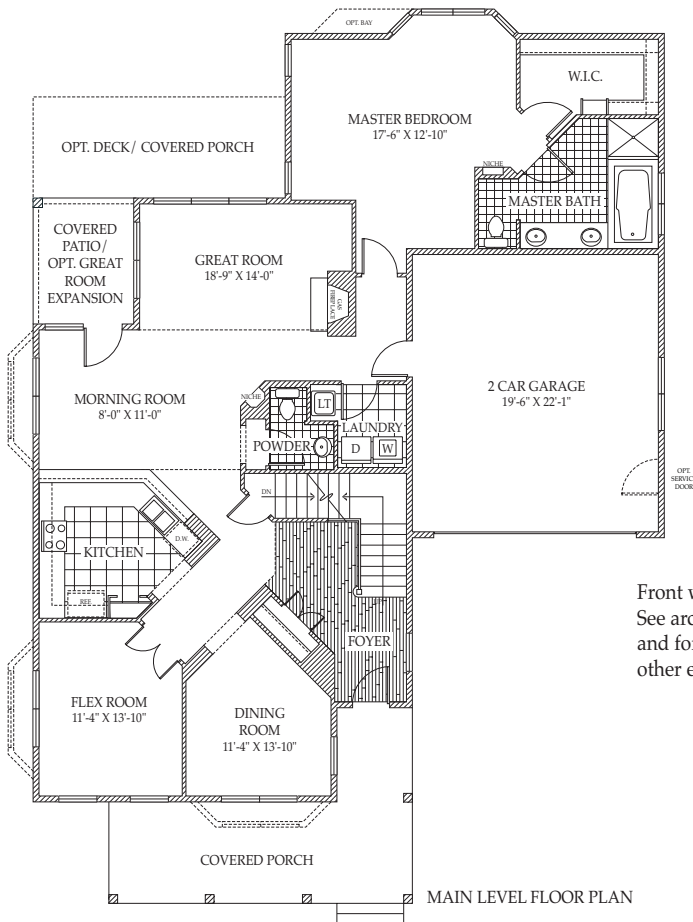 OPT. BAY
W.I.C.
MASTER BEDROOM
17'-6" X 12'-10"
OPT. DECK/ COVERED PORCH
NICHE
MASTER BATH
COVERED
PATIO/
OPT. GREAT
ROOM
EXPANSION
GREAT ROOM
18'-9" X 14'-0"
GAS
FIREPLACE
2 CAR GARAGE
19'-6" X 22'-1"
MORNING ROOM
8'-0" X 11'-0"
NICHE
LT
LAUNDRY
POWDER
D
W
OPT.
SERVICE
DOOR
DN
D.W.
KITCHEN
REF.
FOYER
Front w
See arc
and for
other e
FLEX ROOM
11'-4" X 13'-10"
DINING
ROOM
11'-4" X 13'-10"
COVERED PORCH
MAIN LEVEL FLOOR PLAN